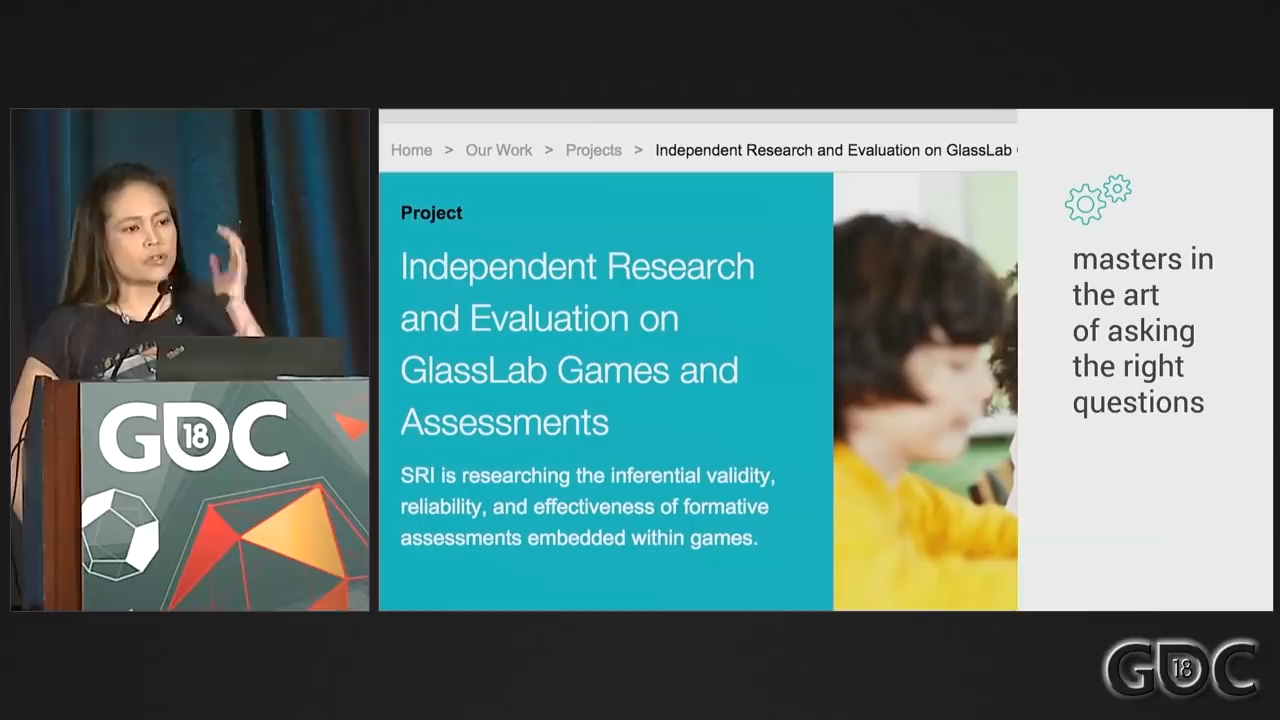 Home > Our Work > Projects > Independent Research and Evaluation on GlassLab
Project
Independent Research
and Evaluation on
GlassLab Games and
Assessments
SRI is researching the inferential validity,
reliability, and effectiveness of formative
assessments embedded within games.
masters in
the art
of asking
the right
questions
GDC
18
GDC
18